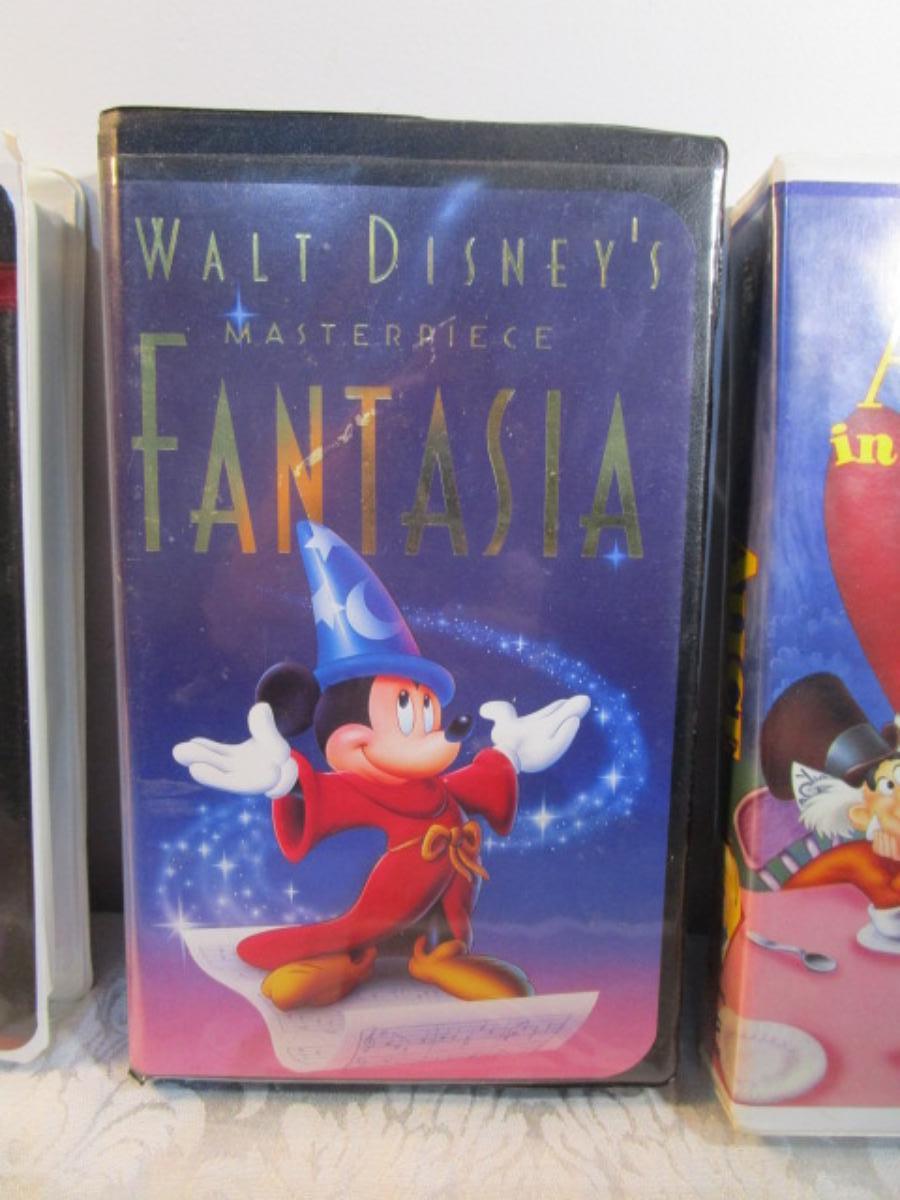 WALT DISNEY'S
MASTERPIECE
FANTASIA
in